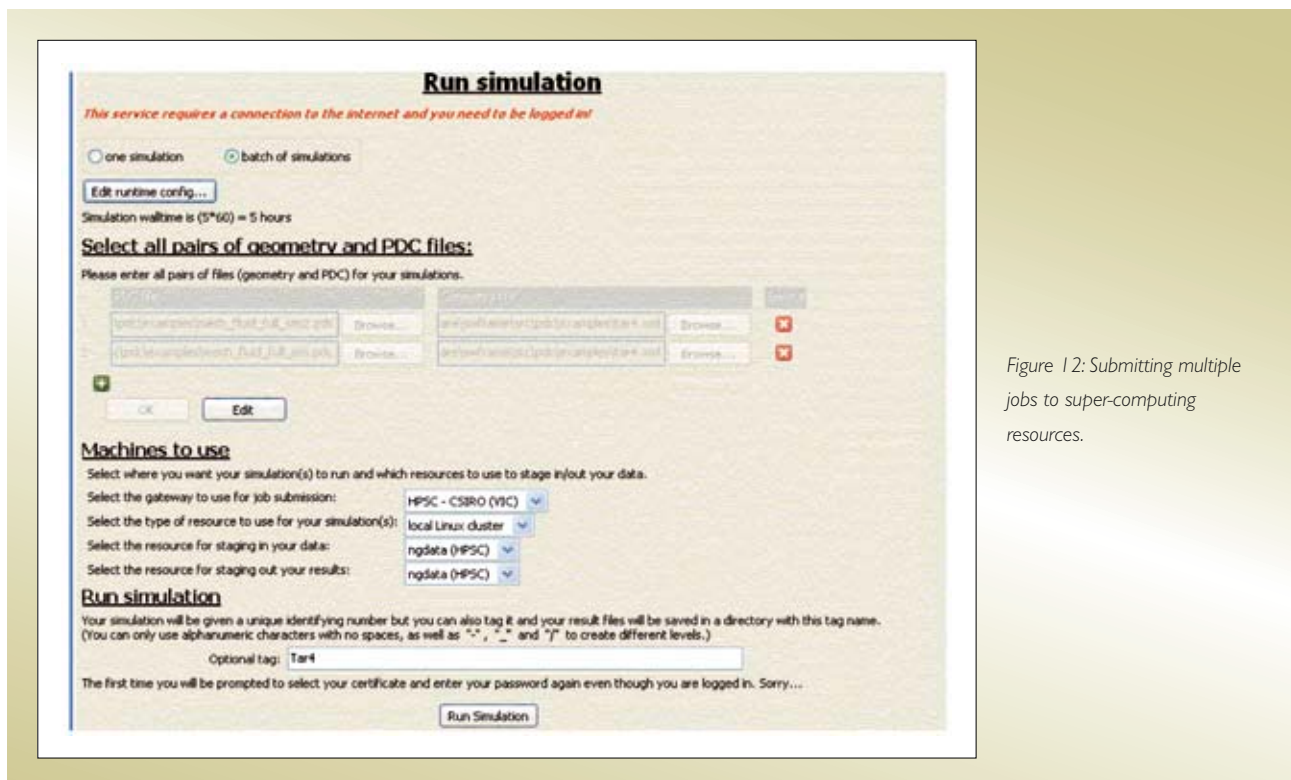 Run simulation
This service requires a connection to the internet and you need to be logged in!
one simulation batch of simulations
Edit runtime config...
Simulation walltime is (5*60) = 5 hours
Select all pairs of geometry and PDC files:
Please enter all pairs of files (geometry and PDC) for your simulations.
Browse... Browse...
Browse... Browse...
OK Edit
Machines to use
Select where you want your simulation(s) to run and which resources to use to stage in/out your data.
Select the gateway to use for job submission: HPSC - CSIRO (VIC)
Select the type of resource to use for your simulation(s): local Linux cluster
Select the resource for staging in your data: ngdata (HPSC)
Select the resource for staging out your results: ngdata (HPSC)
Run simulation
Your simulation will be given a unique identifying number but you can also tag it and your result files will be saved in a directory with this tag name.
(You can only use alphanumeric characters with no spaces, as well as "-", "_" and "/" to create different levels.)
Optional tag: Tar4
The first time you will be prompted to select your certificate and enter your password again even though you are logged in. Sorry...
Run Simulation
Figure 12: Submitting multiple
jobs to super-computing
resources.